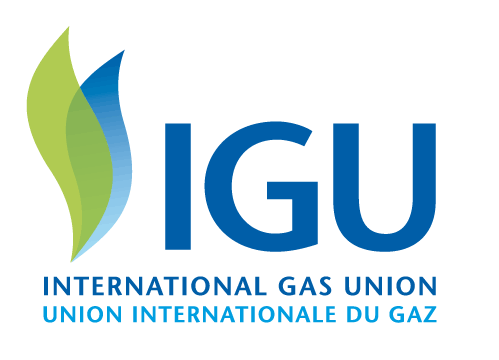 IGU
INTERNATIONAL GAS UNION
UNION INTERNATIONALE DU GAZ